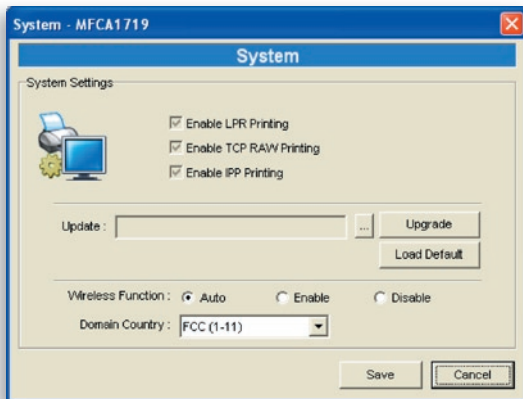 System - MFCA1719
System
System Settings
Enable LPR Printing
Enable TCP RAW Printing
Enable IPP Printing
Update : ... Upgrade
Load Default
Wireless Function : Auto Enable Disable
Domain Country : FCC (1-11)
Save Cancel